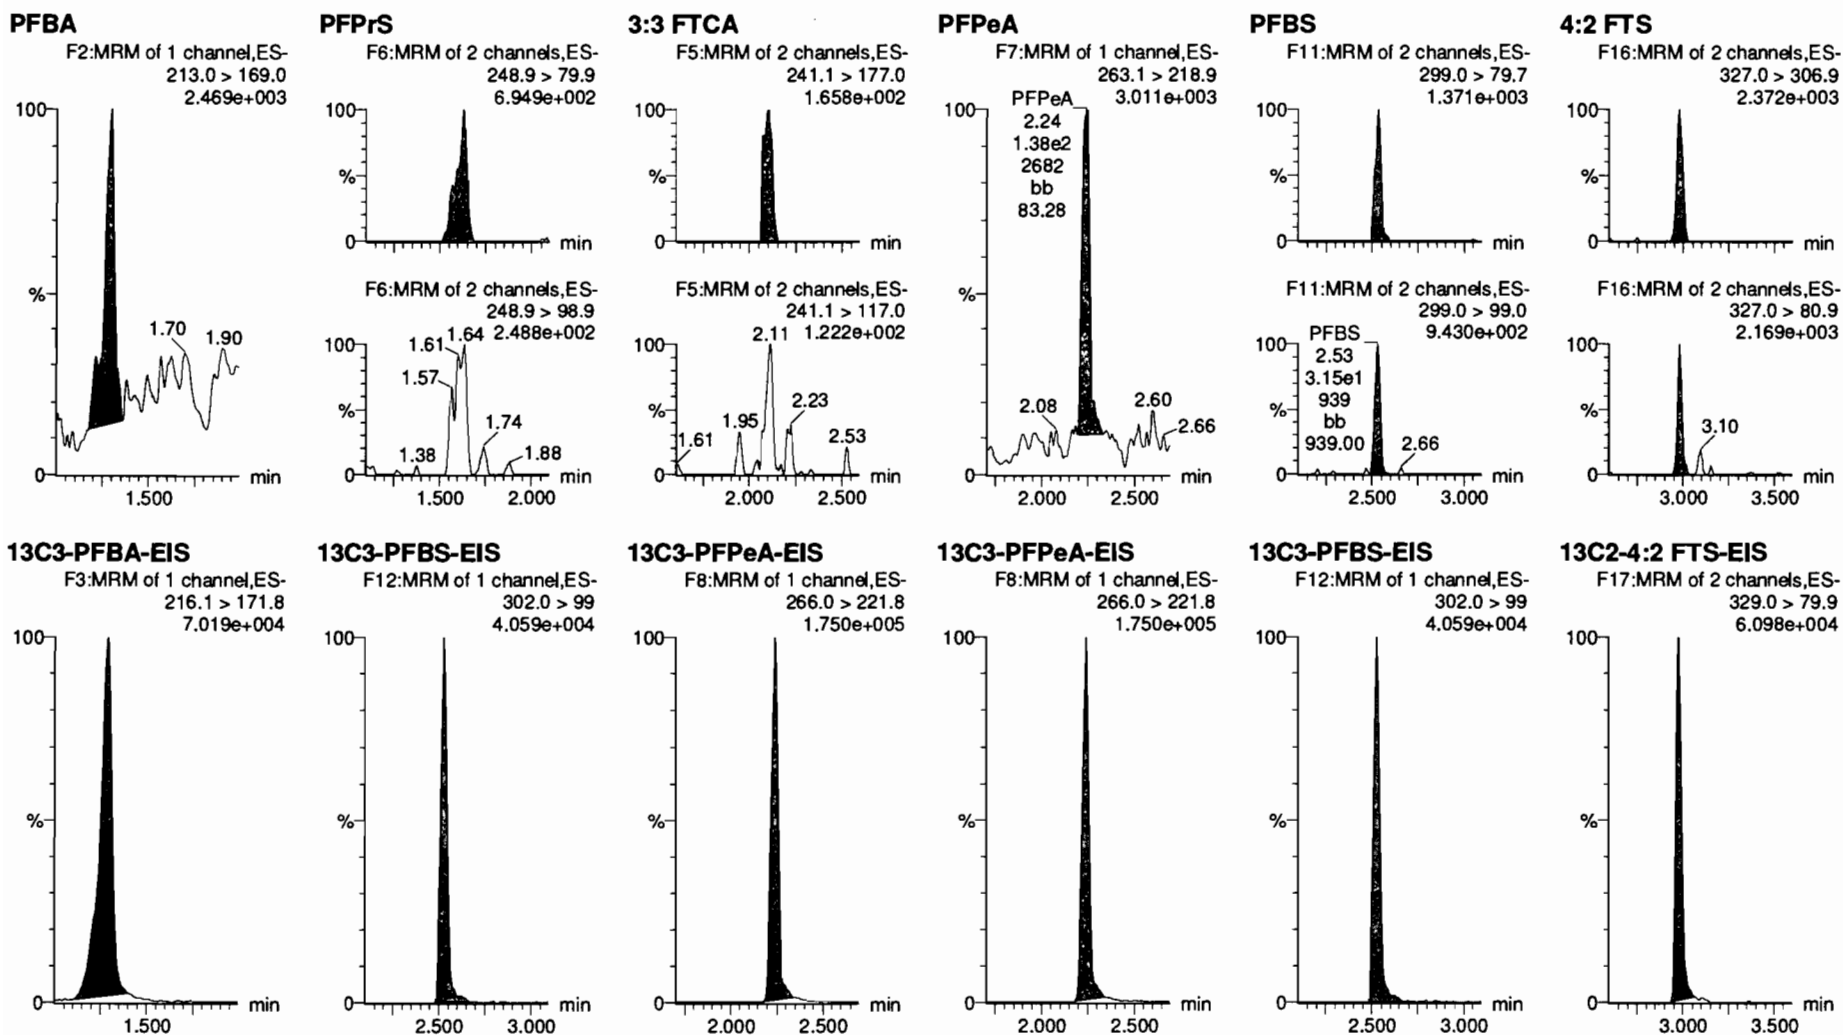 PFBA
F2:MRM of 1 channel,ES-
213.0 > 169.0
2.469e+003
100
%
0
1.70
1.90
min
1.500
PFPrS
F6:MRM of 2 channels,ES-
248.9 > 79.9
6.949e+002
100
%
0
min
F6:MRM of 2 channels,ES-
248.9 > 98.9
2.488e+002
100
%
0
1.38
1.57
1.61
1.64
1.74
1.88
min
1.500
2.000
3:3 FTCA
F5:MRM of 2 channels,ES-
241.1 > 177.0
1.658e+002
100
%
0
min
F5:MRM of 2 channels,ES-
241.1 > 117.0
1.222e+002
100
%
0
1.61
1.95
2.11
2.23
2.53
min
2.000
2.500
PFPeA
F7:MRM of 1 channel,ES-
263.1 > 218.9
3.011e+003
100
%
0
PFPeA
2.24
1.38e2
2682
bb
83.28
2.08
2.60
2.66
min
2.000
2.500
PFBS
F11:MRM of 2 channels,ES-
299.0 > 79.7
1.371e+003
100
%
0
min
F11:MRM of 2 channels,ES-
299.0 > 99.0
9.430e+002
100
%
0
PFBS
2.53
3.15e1
939
bb
939.00
2.66
min
2.500
3.000
4:2 FTS
F16:MRM of 2 channels,ES-
327.0 > 306.9
2.372e+003
100
%
0
min
F16:MRM of 2 channels,ES-
327.0 > 80.9
2.169e+003
100
%
0
3.10
min
3.000
3.500
13C3-PFBA-EIS
F3:MRM of 1 channel,ES-
216.1 > 171.8
7.019e+004
100
%
0
min
1.500
13C3-PFBS-EIS
F12:MRM of 1 channel,ES-
302.0 > 99
4.059e+004
100
%
0
min
2.500
3.000
13C3-PFPeA-EIS
F8:MRM of 1 channel,ES-
266.0 > 221.8
1.750e+005
100
%
0
min
2.000
2.500
13C3-PFPeA-EIS
F8:MRM of 1 channel,ES-
266.0 > 221.8
1.750e+005
100
%
0
min
2.000
2.500
13C3-PFBS-EIS
F12:MRM of 1 channel,ES-
302.0 > 99
4.059e+004
100
%
0
min
2.500
3.000
13C2-4:2 FTS-EIS
F17:MRM of 2 channels,ES-
329.0 > 79.9
6.098e+004
100
%
0
min
3.000
3.500